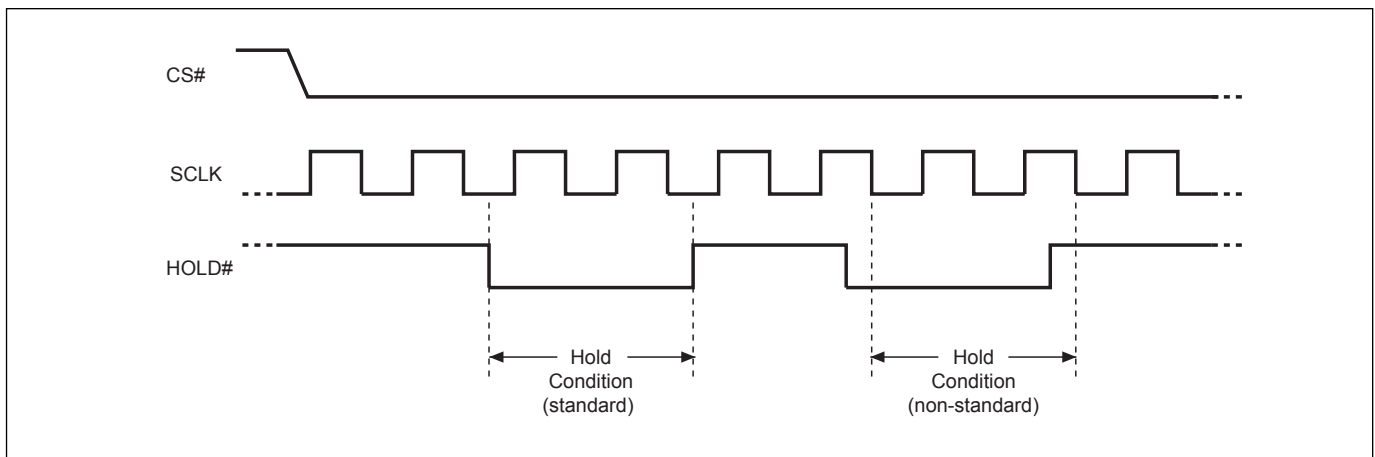 CS#
SCLK
HOLD#
Hold
Condition
(standard)
Hold
Condition
(non-standard)